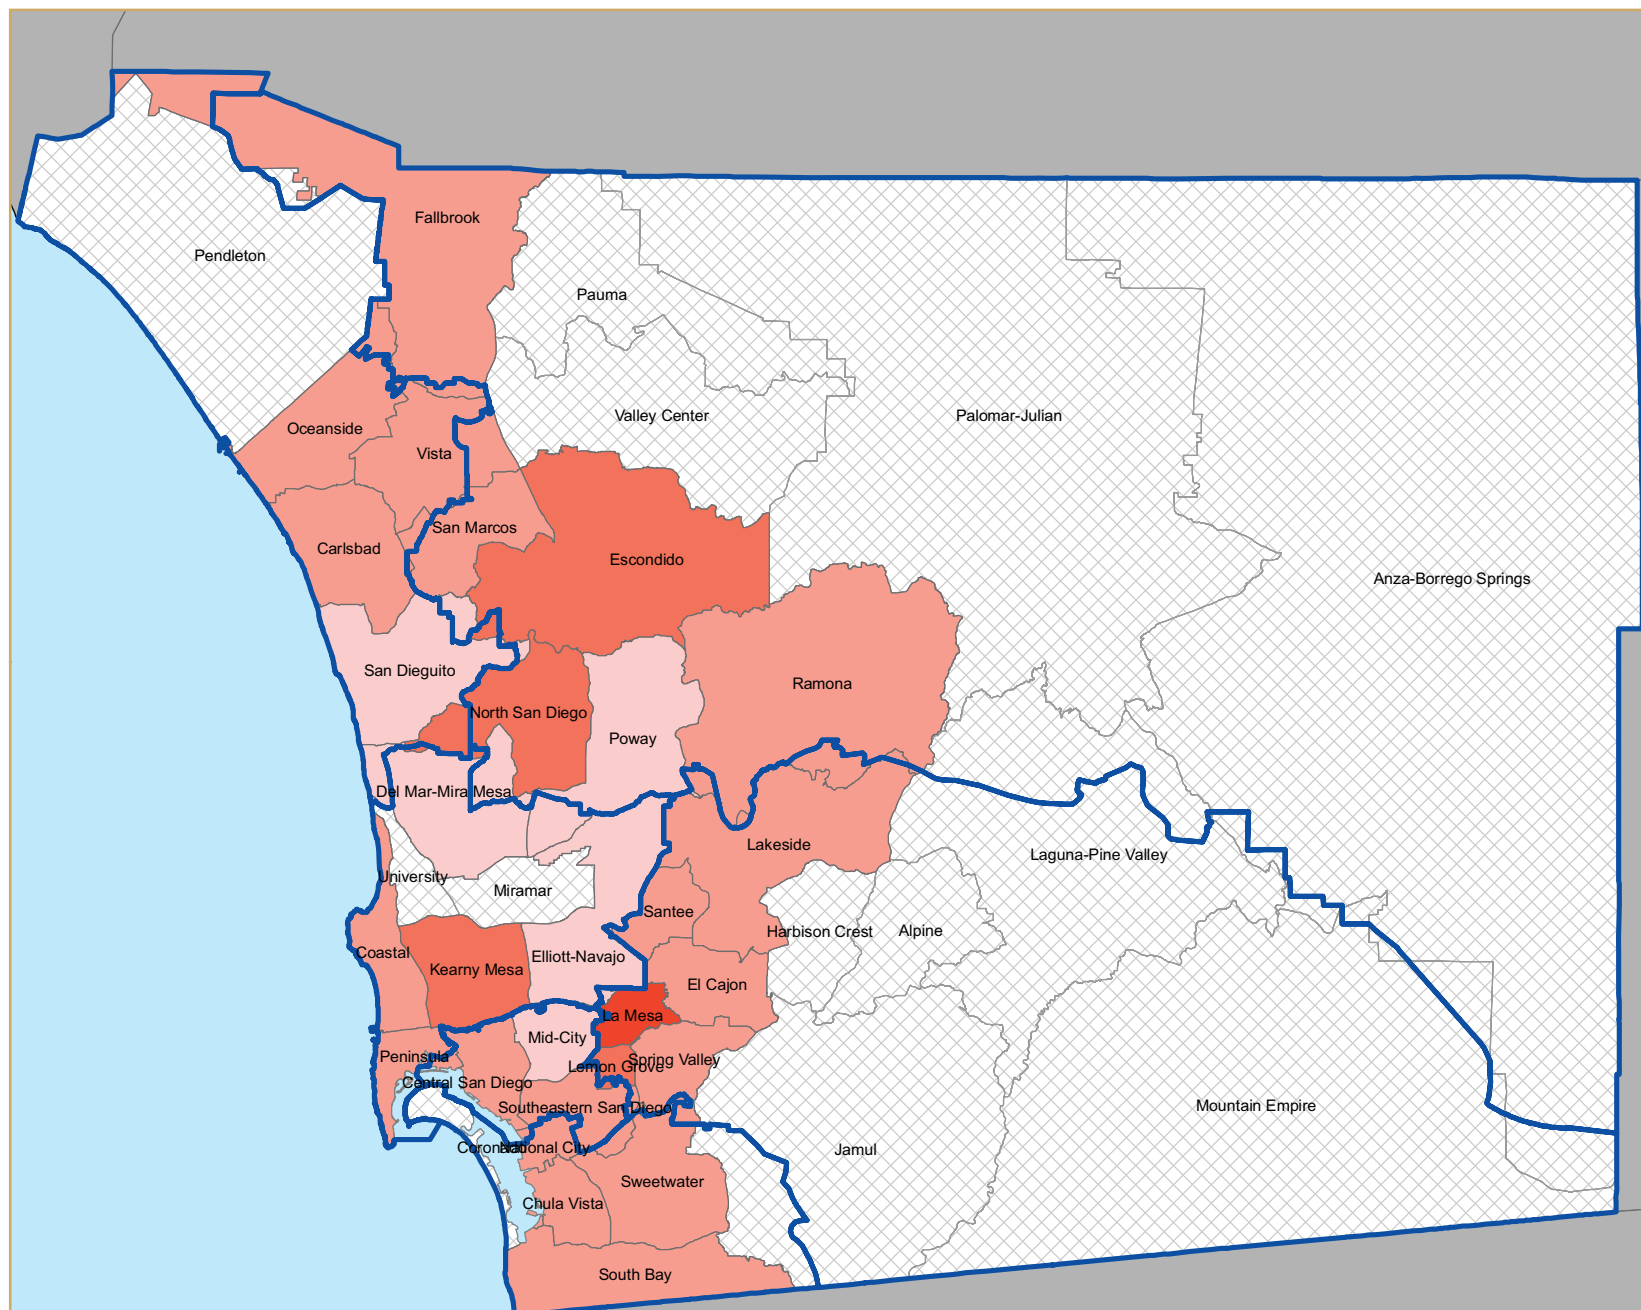 Fallbrook
Pendleton
Pauma
Valley Center
Palomar-Julian
Oceanside
Vista
San Marcos
Carlsbad
Escondido
Anza-Borrego Springs
San Dieguito
Ramona
North San Diego
Poway
Del Mar-Mira Mesa
Lakeside
Laguna-Pine Valley
University
Miramar
Santee
Harbison Crest
Alpine
Coastal
Elliott-Navajo
Kearny Mesa
El Cajon
La Mesa
Mid-City
Peninsula
Spring Valley
Lemon Grove
Central San Diego
Southeastern San Diego
Mountain Empire
Coronado
National City
Jamul
Sweetwater
Chula Vista
South Bay